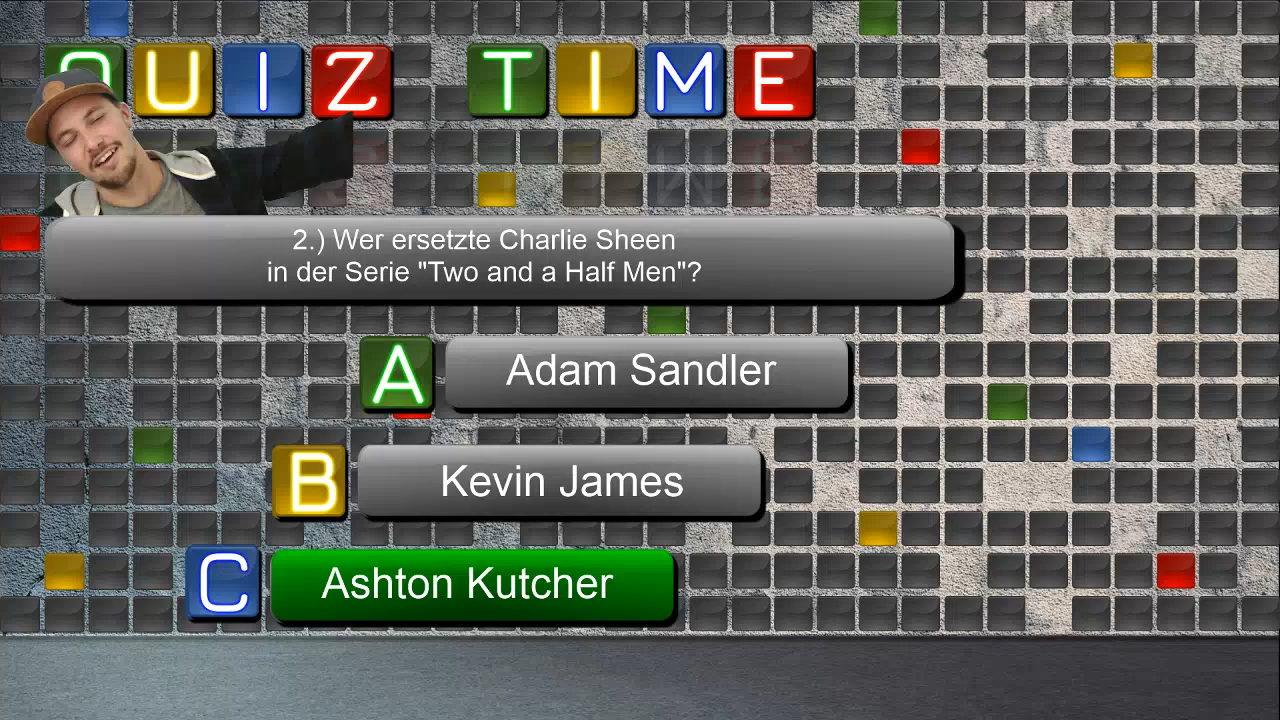 QUIZ TIME
2.) Wer ersetzte Charlie Sheen
in der Serie "Two and a Half Men"?
A Adam Sandler
B Kevin James
C Ashton Kutcher